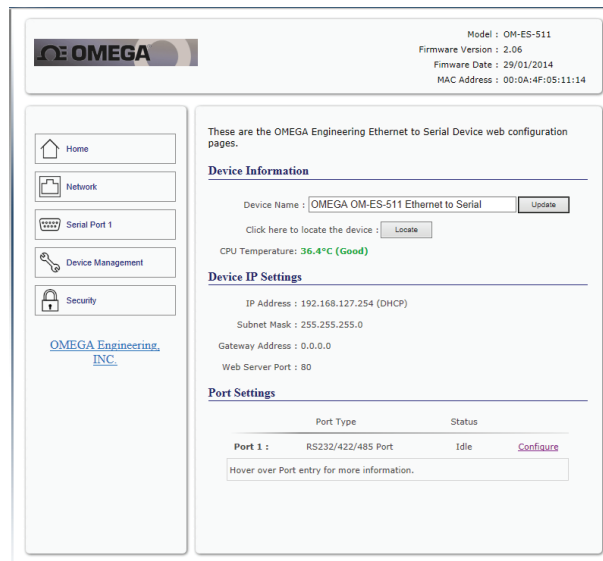 OMEGA
Model : OM-ES-511
Firmware Version : 2.06
Fimware Date : 29/01/2014
MAC Address : 00:0A:4F:05:11:14
Home
Network
Serial Port 1
Device Management
Security
OMEGA Engineering,
INC.
These are the OMEGA Engineering Ethernet to Serial Device web configuration
pages.
Device Information
Device Name : OMEGA OM-ES-511 Ethernet to Serial Update
Click here to locate the device : Locate
CPU Temperature: 36.4°C (Good)
Device IP Settings
IP Address : 192.168.127.254 (DHCP)
Subnet Mask : 255.255.255.0
Gateway Address : 0.0.0.0
Web Server Port : 80
Port Settings
Port Type Status
Port 1 : RS232/422/485 Port Idle Configure
Hover over Port entry for more information.